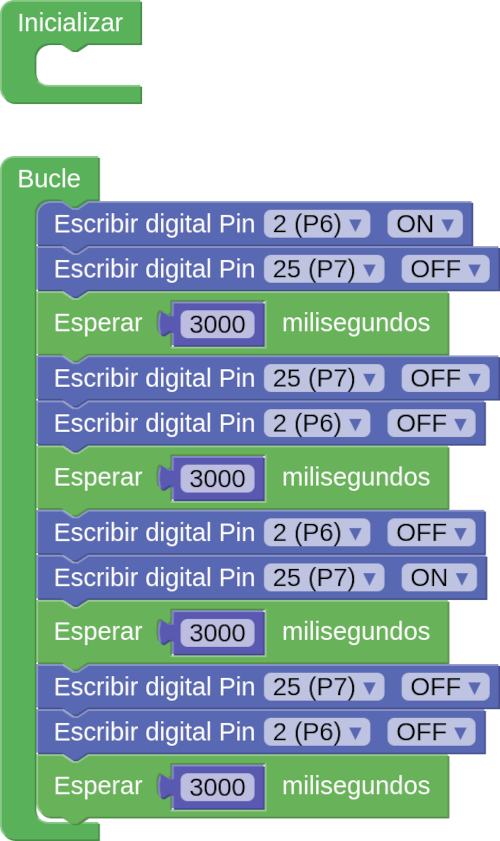 Inicializar
Bucle
Escribir digital Pin 2 (P6) ON
Escribir digital Pin 25 (P7) OFF
Esperar 3000 milisegundos
Escribir digital Pin 25 (P7) OFF
Escribir digital Pin 2 (P6) OFF
Esperar 3000 milisegundos
Escribir digital Pin 2 (P6) OFF
Escribir digital Pin 25 (P7) ON
Esperar 3000 milisegundos
Escribir digital Pin 25 (P7) OFF
Escribir digital Pin 2 (P6) OFF
Esperar 3000 milisegundos